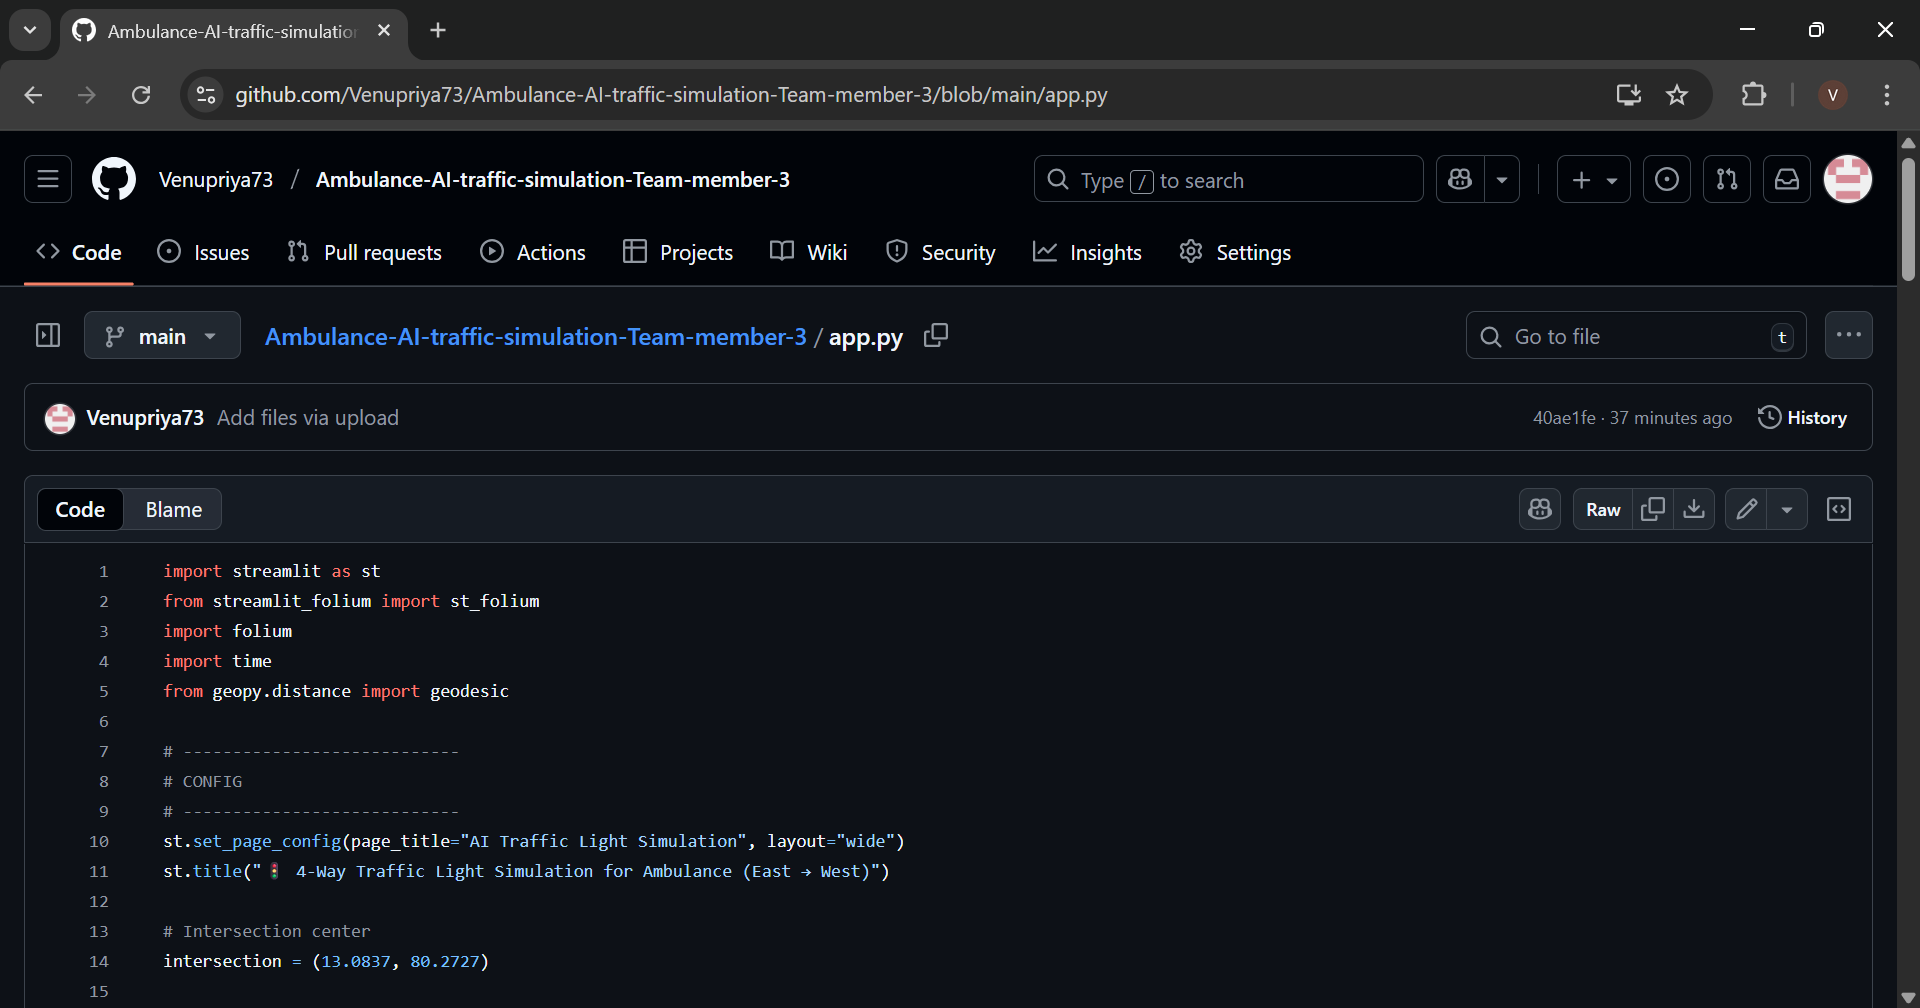 Ambulance-AI-traffic-simulation
github.com/Venupriya73/Ambulance-AI-traffic-simulation-Team-member-3/blob/main/app.py
V
Venupriya73 / Ambulance-AI-traffic-simulation-Team-member-3
Type / to search
Code Issues Pull requests Actions Projects Wiki Security Insights Settings
main
Ambulance-AI-traffic-simulation-Team-member-3 / app.py
Go to file
t
Venupriya73 Add files via upload
40ae1fe · 37 minutes ago
History
Code Blame
Raw
1 import streamlit as st
2 from streamlit_folium import st_folium
3 import folium
4 import time
5 from geopy.distance import geodesic
6
7 # ----------------------------
8 # CONFIG
9 # ----------------------------
10 st.set_page_config(page_title="AI Traffic Light Simulation", layout="wide")
11 st.title("🚦 4-Way Traffic Light Simulation for Ambulance (East → West)")
12
13 # Intersection center
14 intersection = (13.0837, 80.2727)
15